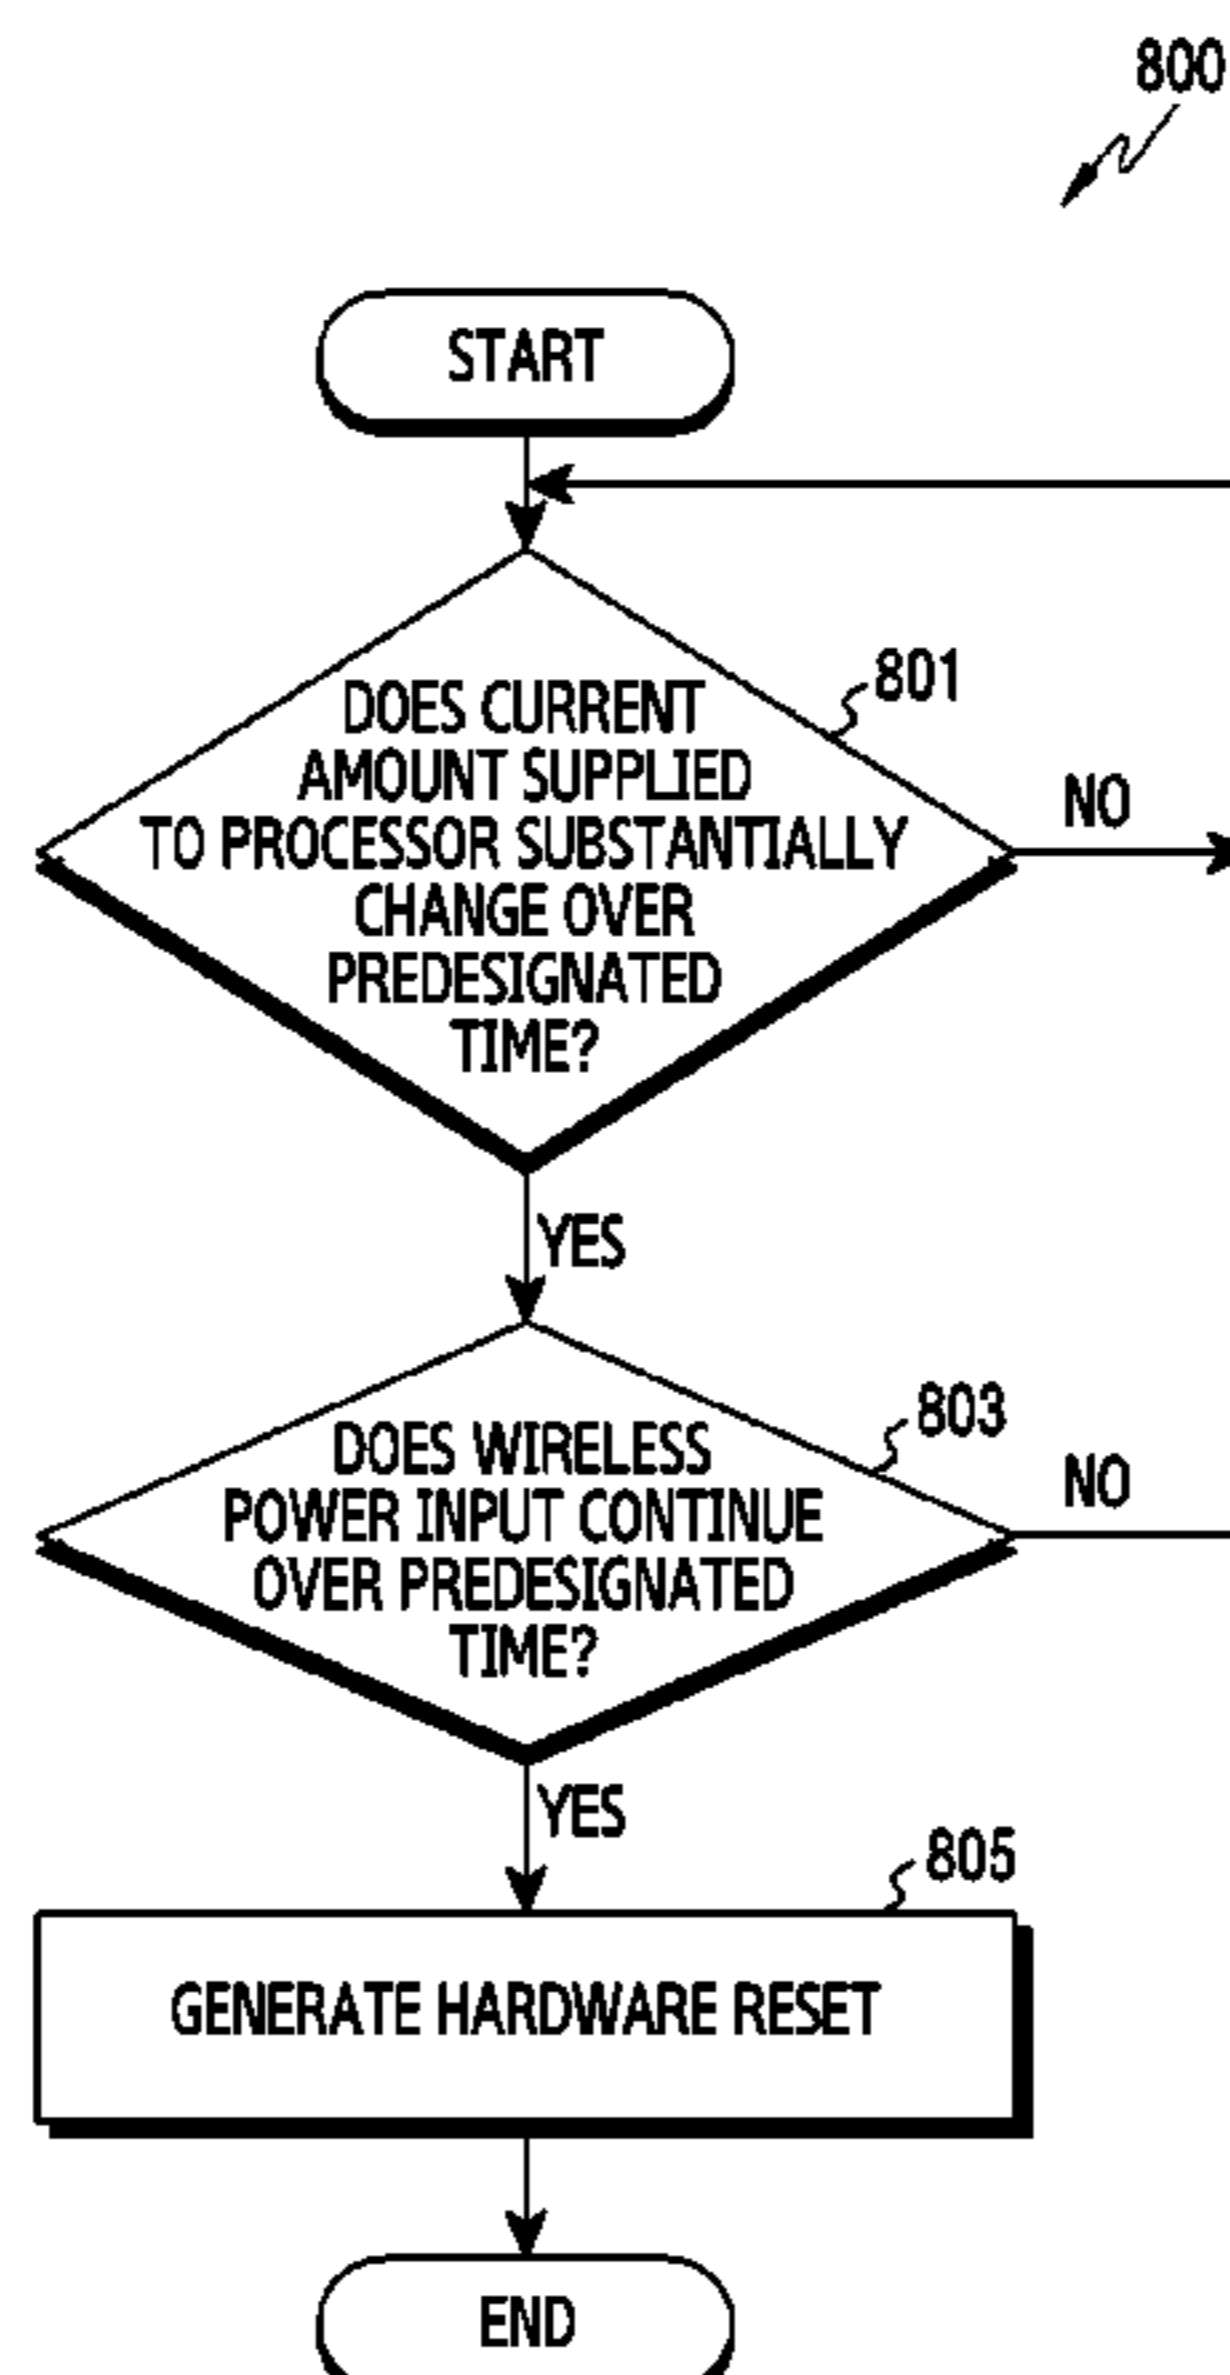 800
START
801
DOES CURRENT
AMOUNT SUPPLIED
TO PROCESSOR SUBSTANTIALLY
CHANGE OVER
PREDESIGNATED
TIME?
NO
YES
803
DOES WIRELESS
POWER INPUT CONTINUE
OVER PREDESIGNATED
TIME?
NO
YES
805
GENERATE HARDWARE RESET
END